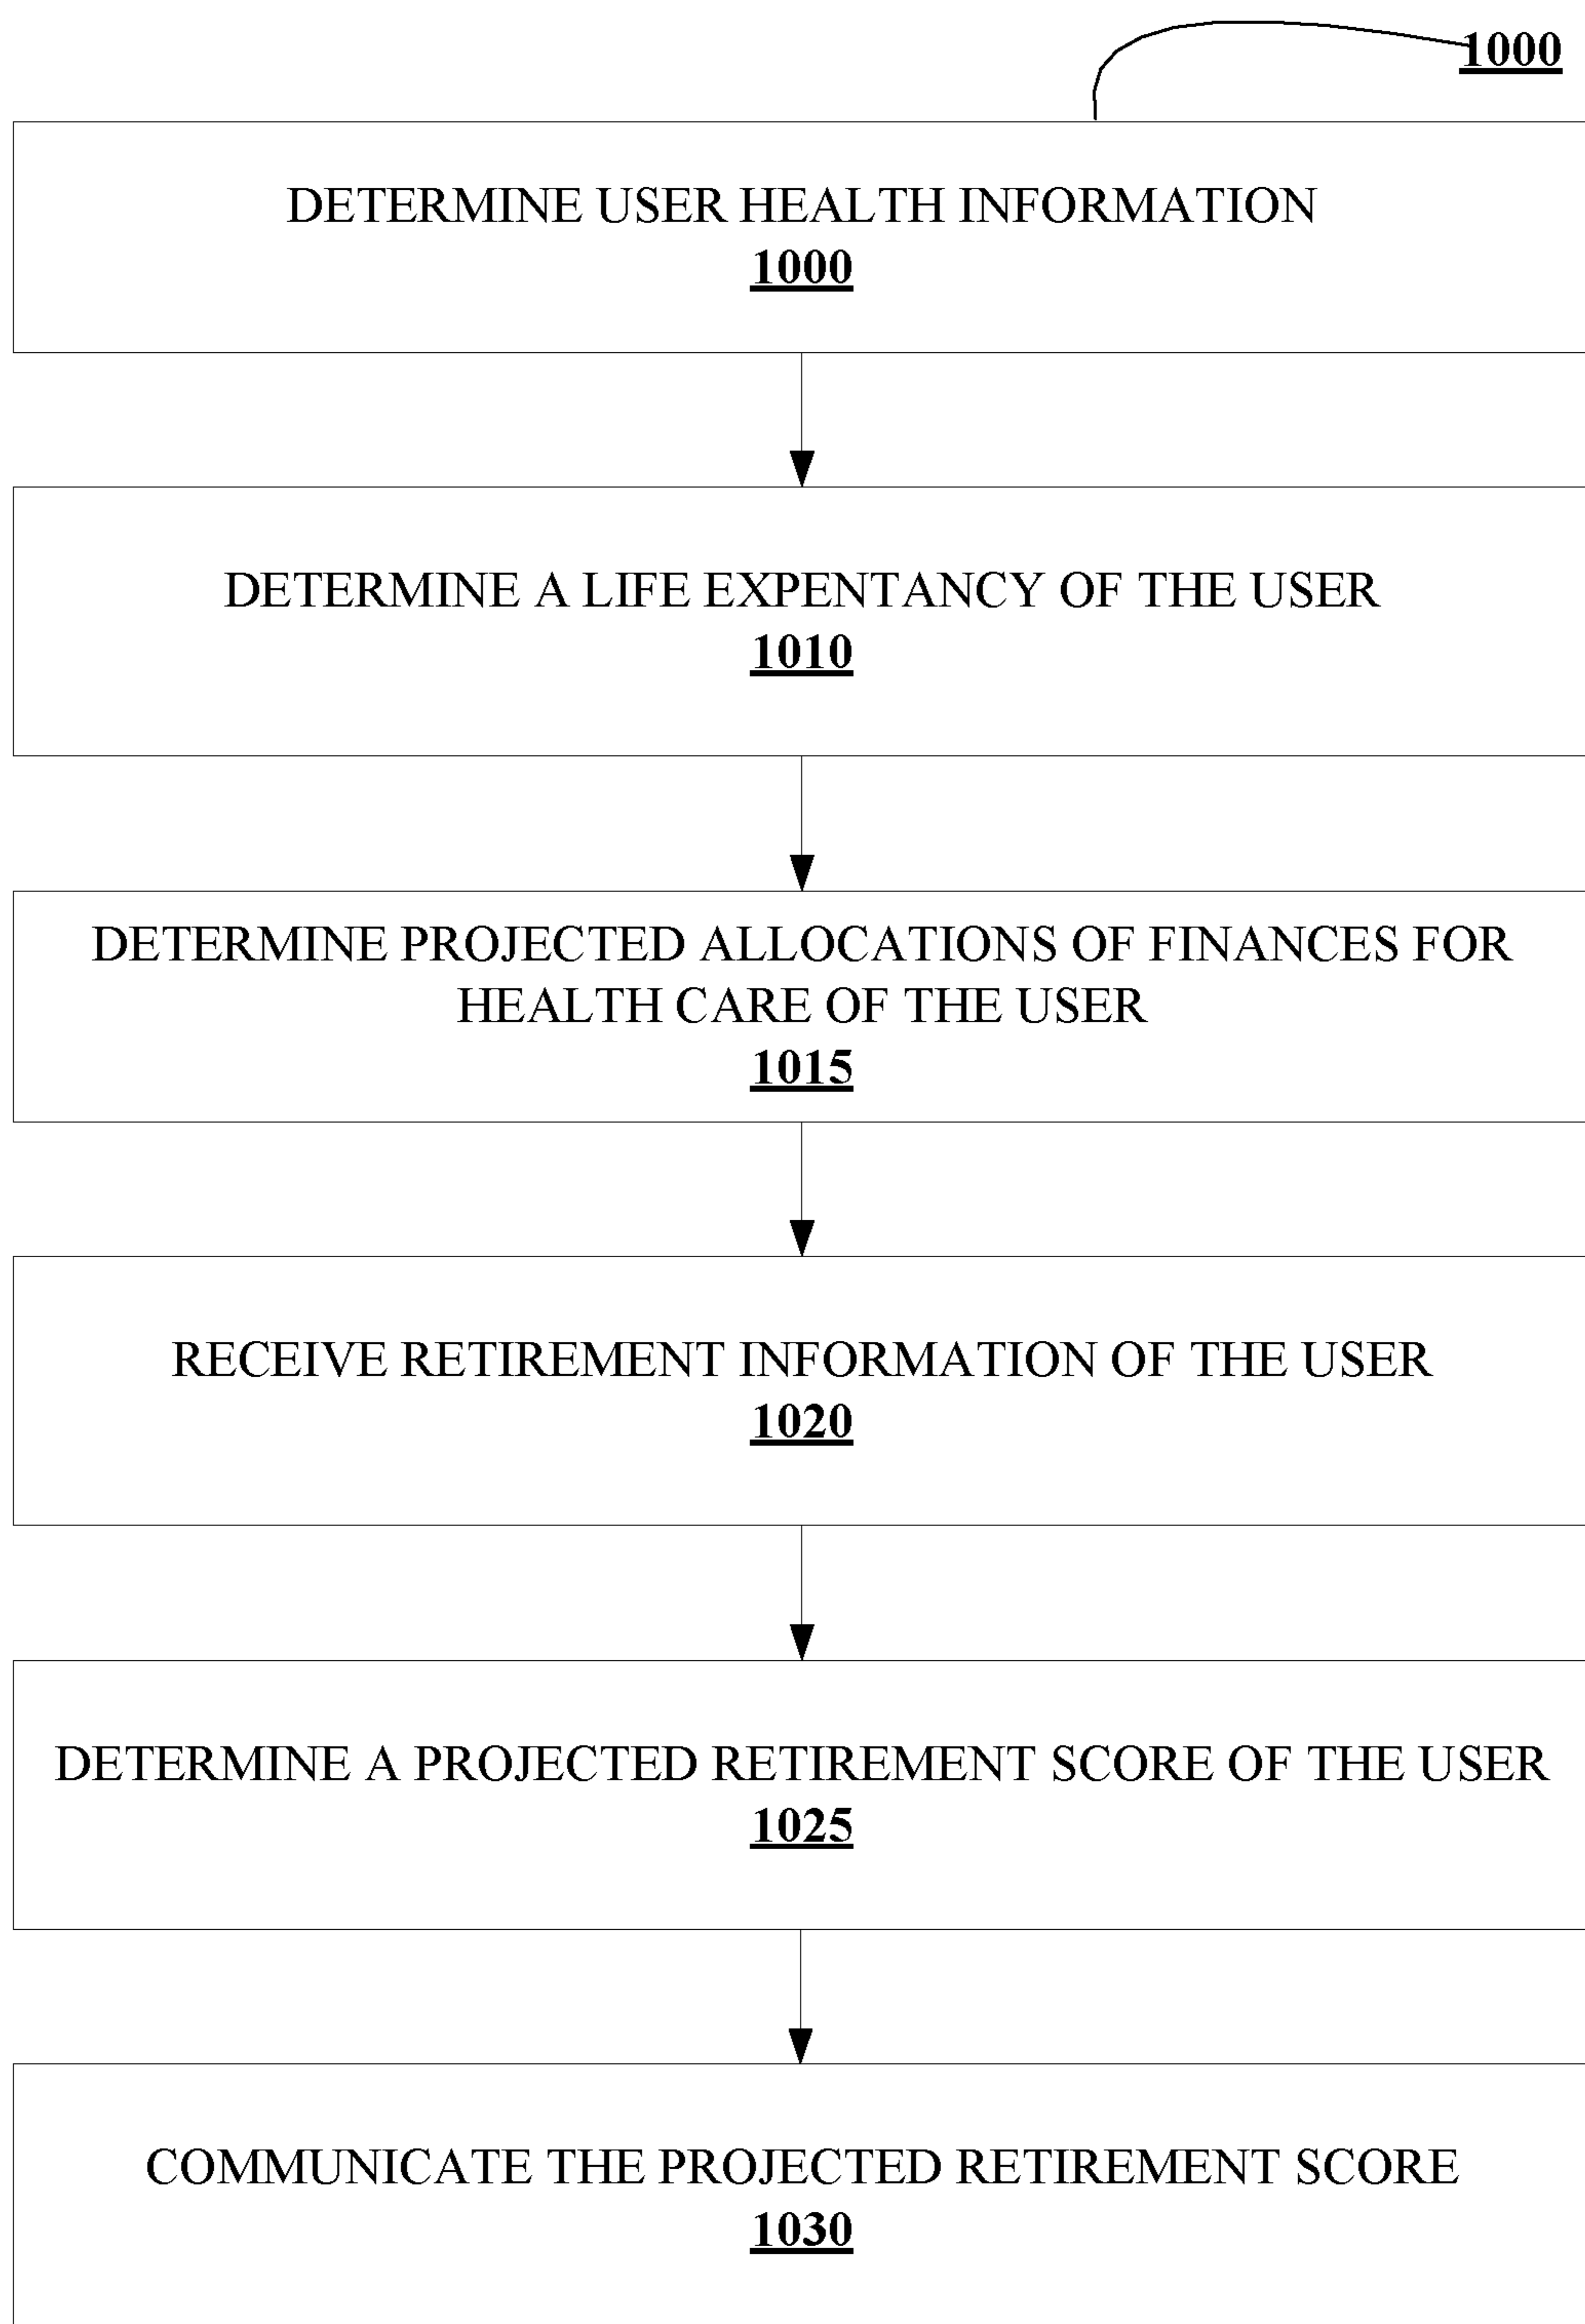 1000
DETERMINE USER HEALTH INFORMATION
1000
DETERMINE A LIFE EXPENTANCY OF THE USER
1010
DETERMINE PROJECTED ALLOCATIONS OF FINANCES FOR
HEALTH CARE OF THE USER
1015
RECEIVE RETIREMENT INFORMATION OF THE USER
1020
DETERMINE A PROJECTED RETIREMENT SCORE OF THE USER
1025
COMMUNICATE THE PROJECTED RETIREMENT SCORE
1030